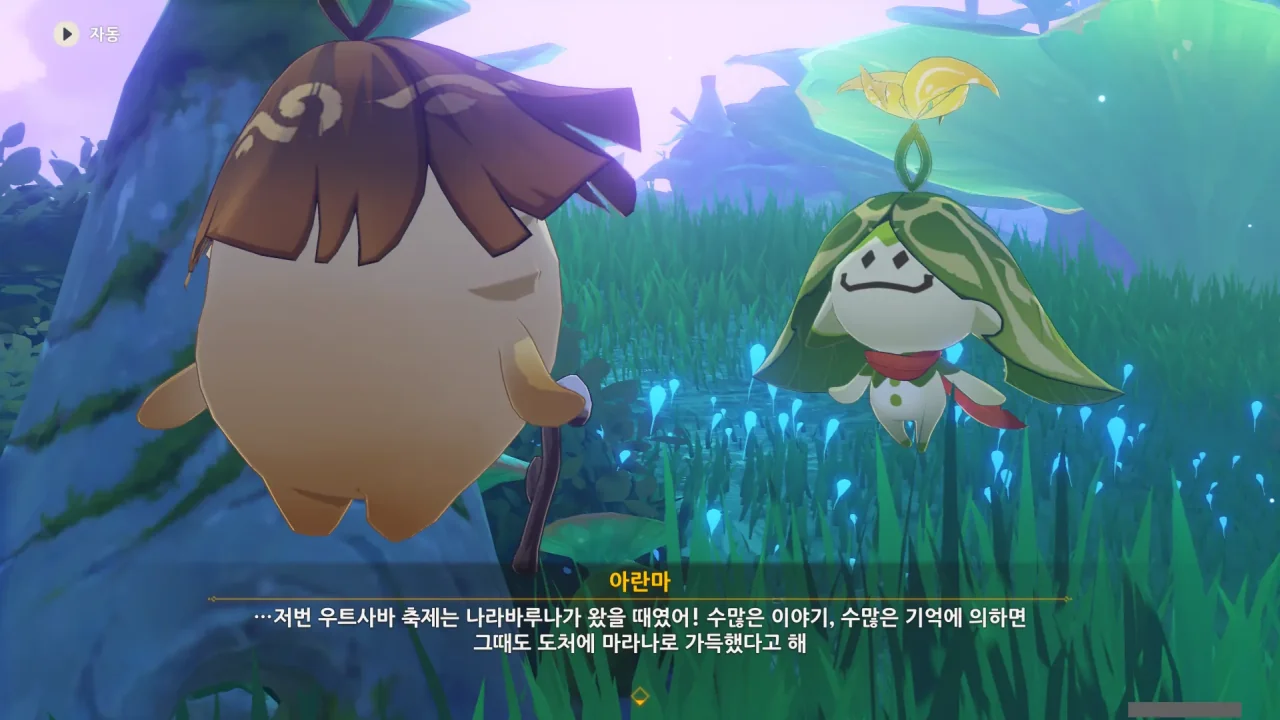 자동
아란마
…저번 우트사바 축제는 나라바루나가 왔을 때였어! 수많은 이야기, 수많은 기억에 의하면
그때도 도처에 마라나로 가득했다고 해